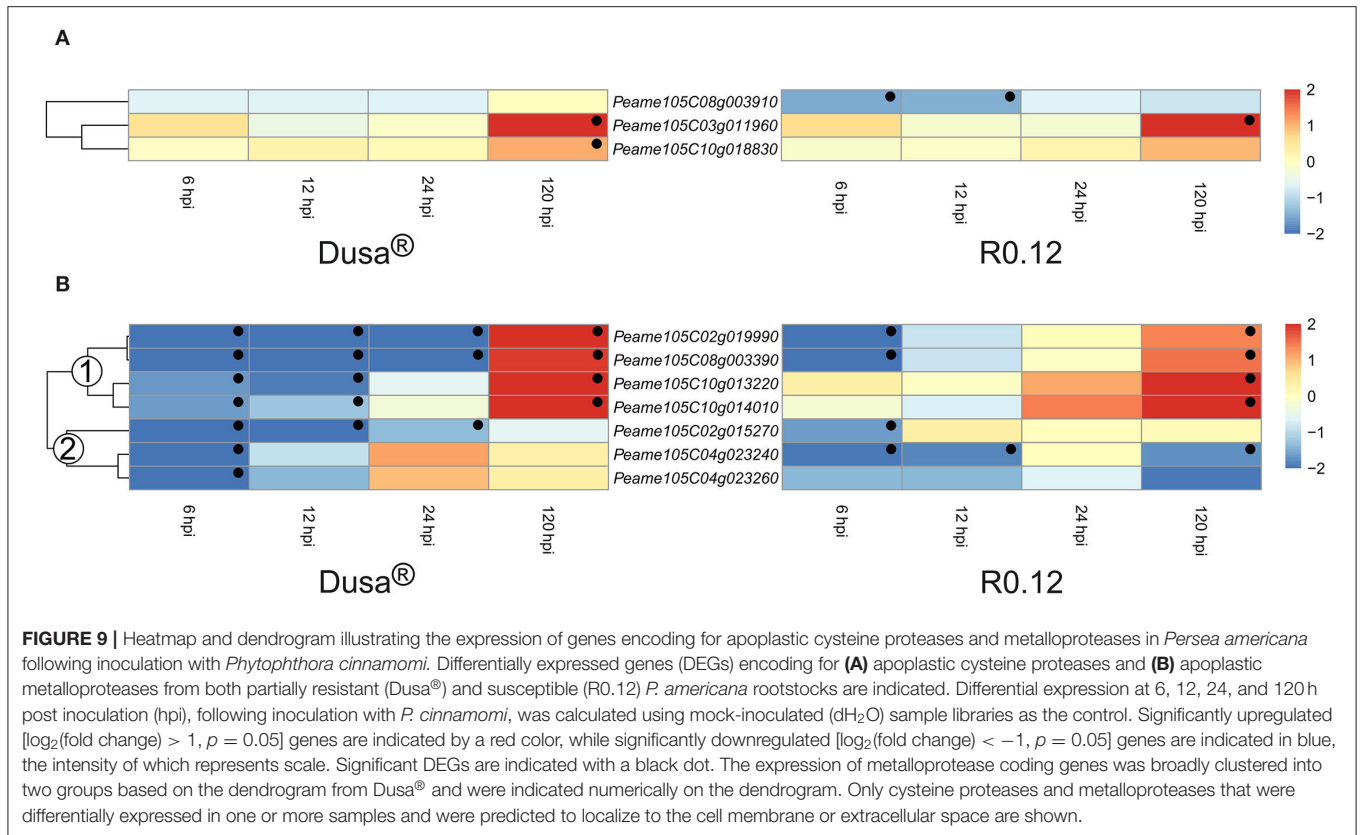 A
Peame105C08g003910
Peame105C03g011960
Peame105C10g018830
2
1
0
−1
−2
6 hpi
12 hpi
24 hpi
120 hpi
6 hpi
12 hpi
24 hpi
120 hpi
Dusa®
R0.12
B
1
2
Peame105C02g019990
Peame105C08g003390
Peame105C10g013220
Peame105C10g014010
Peame105C02g015270
Peame105C04g023240
Peame105C04g023260
2
1
0
−1
−2
6 hpi
12 hpi
24 hpi
120 hpi
6 hpi
12 hpi
24 hpi
120 hpi
Dusa®
R0.12
FIGURE 9 | Heatmap and dendrogram illustrating the expression of genes encoding for apoplastic cysteine proteases and metalloproteases in Persea americana
following inoculation with Phytophthora cinnamomi. Differentially expressed genes (DEGs) encoding for (A) apoplastic cysteine proteases and (B) apoplastic
metalloproteases from both partially resistant (Dusa®) and susceptible (R0.12) P. americana rootstocks are indicated. Differential expression at 6, 12, 24, and 120 h
post inoculation (hpi), following inoculation with P. cinnamomi, was calculated using mock-inoculated (dH₂O) sample libraries as the control. Significantly upregulated
[log₂(fold change) > 1, p = 0.05] genes are indicated by a red color, while significantly downregulated [log₂(fold change) < −1, p = 0.05] genes are indicated in blue,
the intensity of which represents scale. Significant DEGs are indicated with a black dot. The expression of metalloprotease coding genes was broadly clustered into
two groups based on the dendrogram from Dusa® and were indicated numerically on the dendrogram. Only cysteine proteases and metalloproteases that were
differentially expressed in one or more samples and were predicted to localize to the cell membrane or extracellular space are shown.